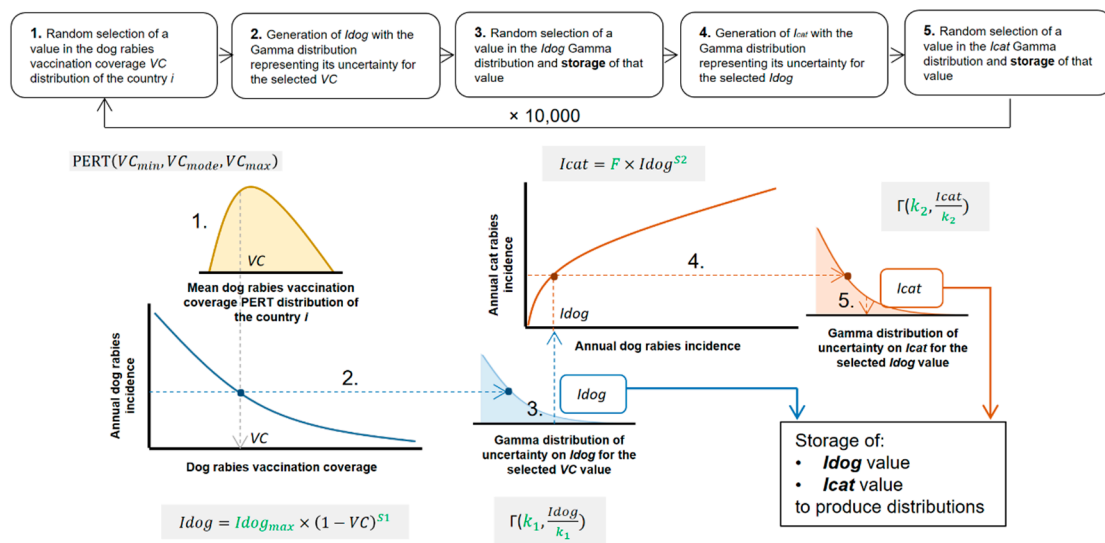 1. Random selection of a
value in the dog rabies
vaccination coverage VC
distribution of the country i
2. Generation of Idog with the
Gamma distribution
representing its uncertainty for
the selected VC
3. Random selection of a
value in the Idog Gamma
distribution and storage of that
value
4. Generation of Icat with the
Gamma distribution
representing its uncertainty for
the selected Idog
5. Random selection of a
value in the Icat Gamma
distribution and storage of that
value
× 10,000
PERT(VCmin, VCmode, VCmax)
1.
VC
Mean dog rabies vaccination
coverage PERT distribution of
the country i
Annual dog rabies
incidence
2.
VC
Dog rabies vaccination coverage
Idog = Idogmax × (1 − VC)^S1
Icat = F × Idog^S2
Annual cat rabies
incidence
4.
Idog
Annual dog rabies incidence
3.
Idog
Gamma distribution of
uncertainty on Idog for the
selected VC value
Γ(k1, Idog/k1)
Γ(k2, Icat/k2)
5.
Icat
Gamma distribution of
uncertainty on Icat for the
selected Idog value
Storage of:
• Idog value
• Icat value
to produce distributions